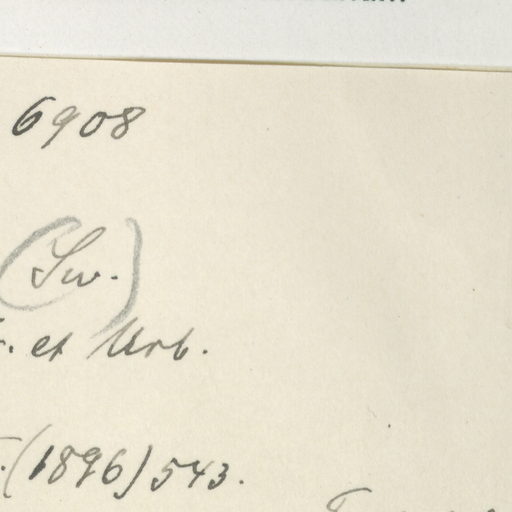 6908
(Sw.)
. et Urb.
.(1896) 543.